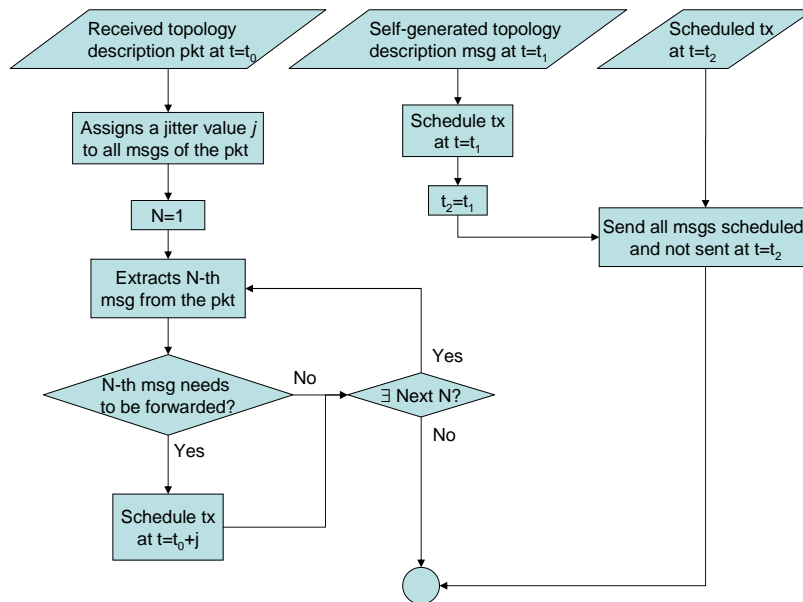 Received topology
description pkt at t=t₀
Self-generated topology
description msg at t=t₁
Scheduled tx
at t=t₂
Assigns a jitter value j
to all msgs of the pkt
Schedule tx
at t=t₁
N=1
t₂=t₁
Send all msgs scheduled
and not sent at t=t₂
Extracts N-th
msg from the pkt
Yes
N-th msg needs
to be forwarded?
No
∃ Next N?
No
Yes
Schedule tx
at t=t₀+j